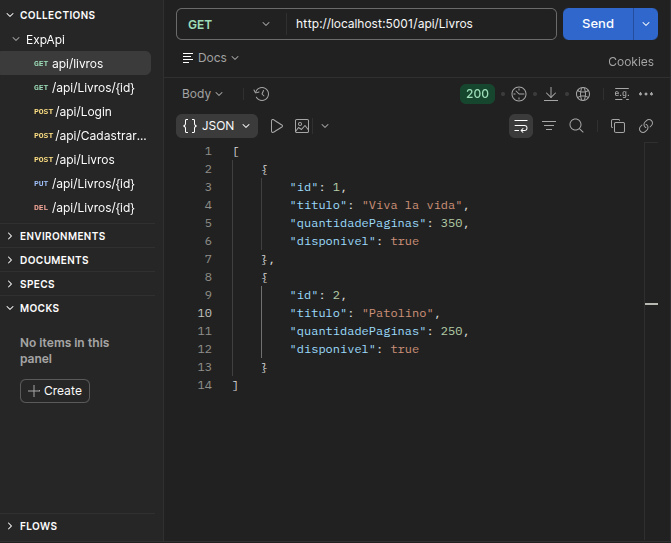 COLLECTIONS
ExpApi
GET api/livros
GET /api/Livros/{id}
POST /api/Login
POST /api/Cadastrar...
POST /api/Livros
PUT /api/Livros/{id}
DEL /api/Livros/{id}
ENVIRONMENTS
DOCUMENTS
SPECS
MOCKS
No items in this
panel
Create
FLOWS
GET http://localhost:5001/api/Livros Send
Docs Cookies
Body 200 e.g.
{} JSON
1 [
2 {
3 "id": 1,
4 "titulo": "Viva la vida",
5 "quantidadePaginas": 350,
6 "disponivel": true
7 },
8 {
9 "id": 2,
10 "titulo": "Patolino",
11 "quantidadePaginas": 250,
12 "disponivel": true
13 }
14 ]